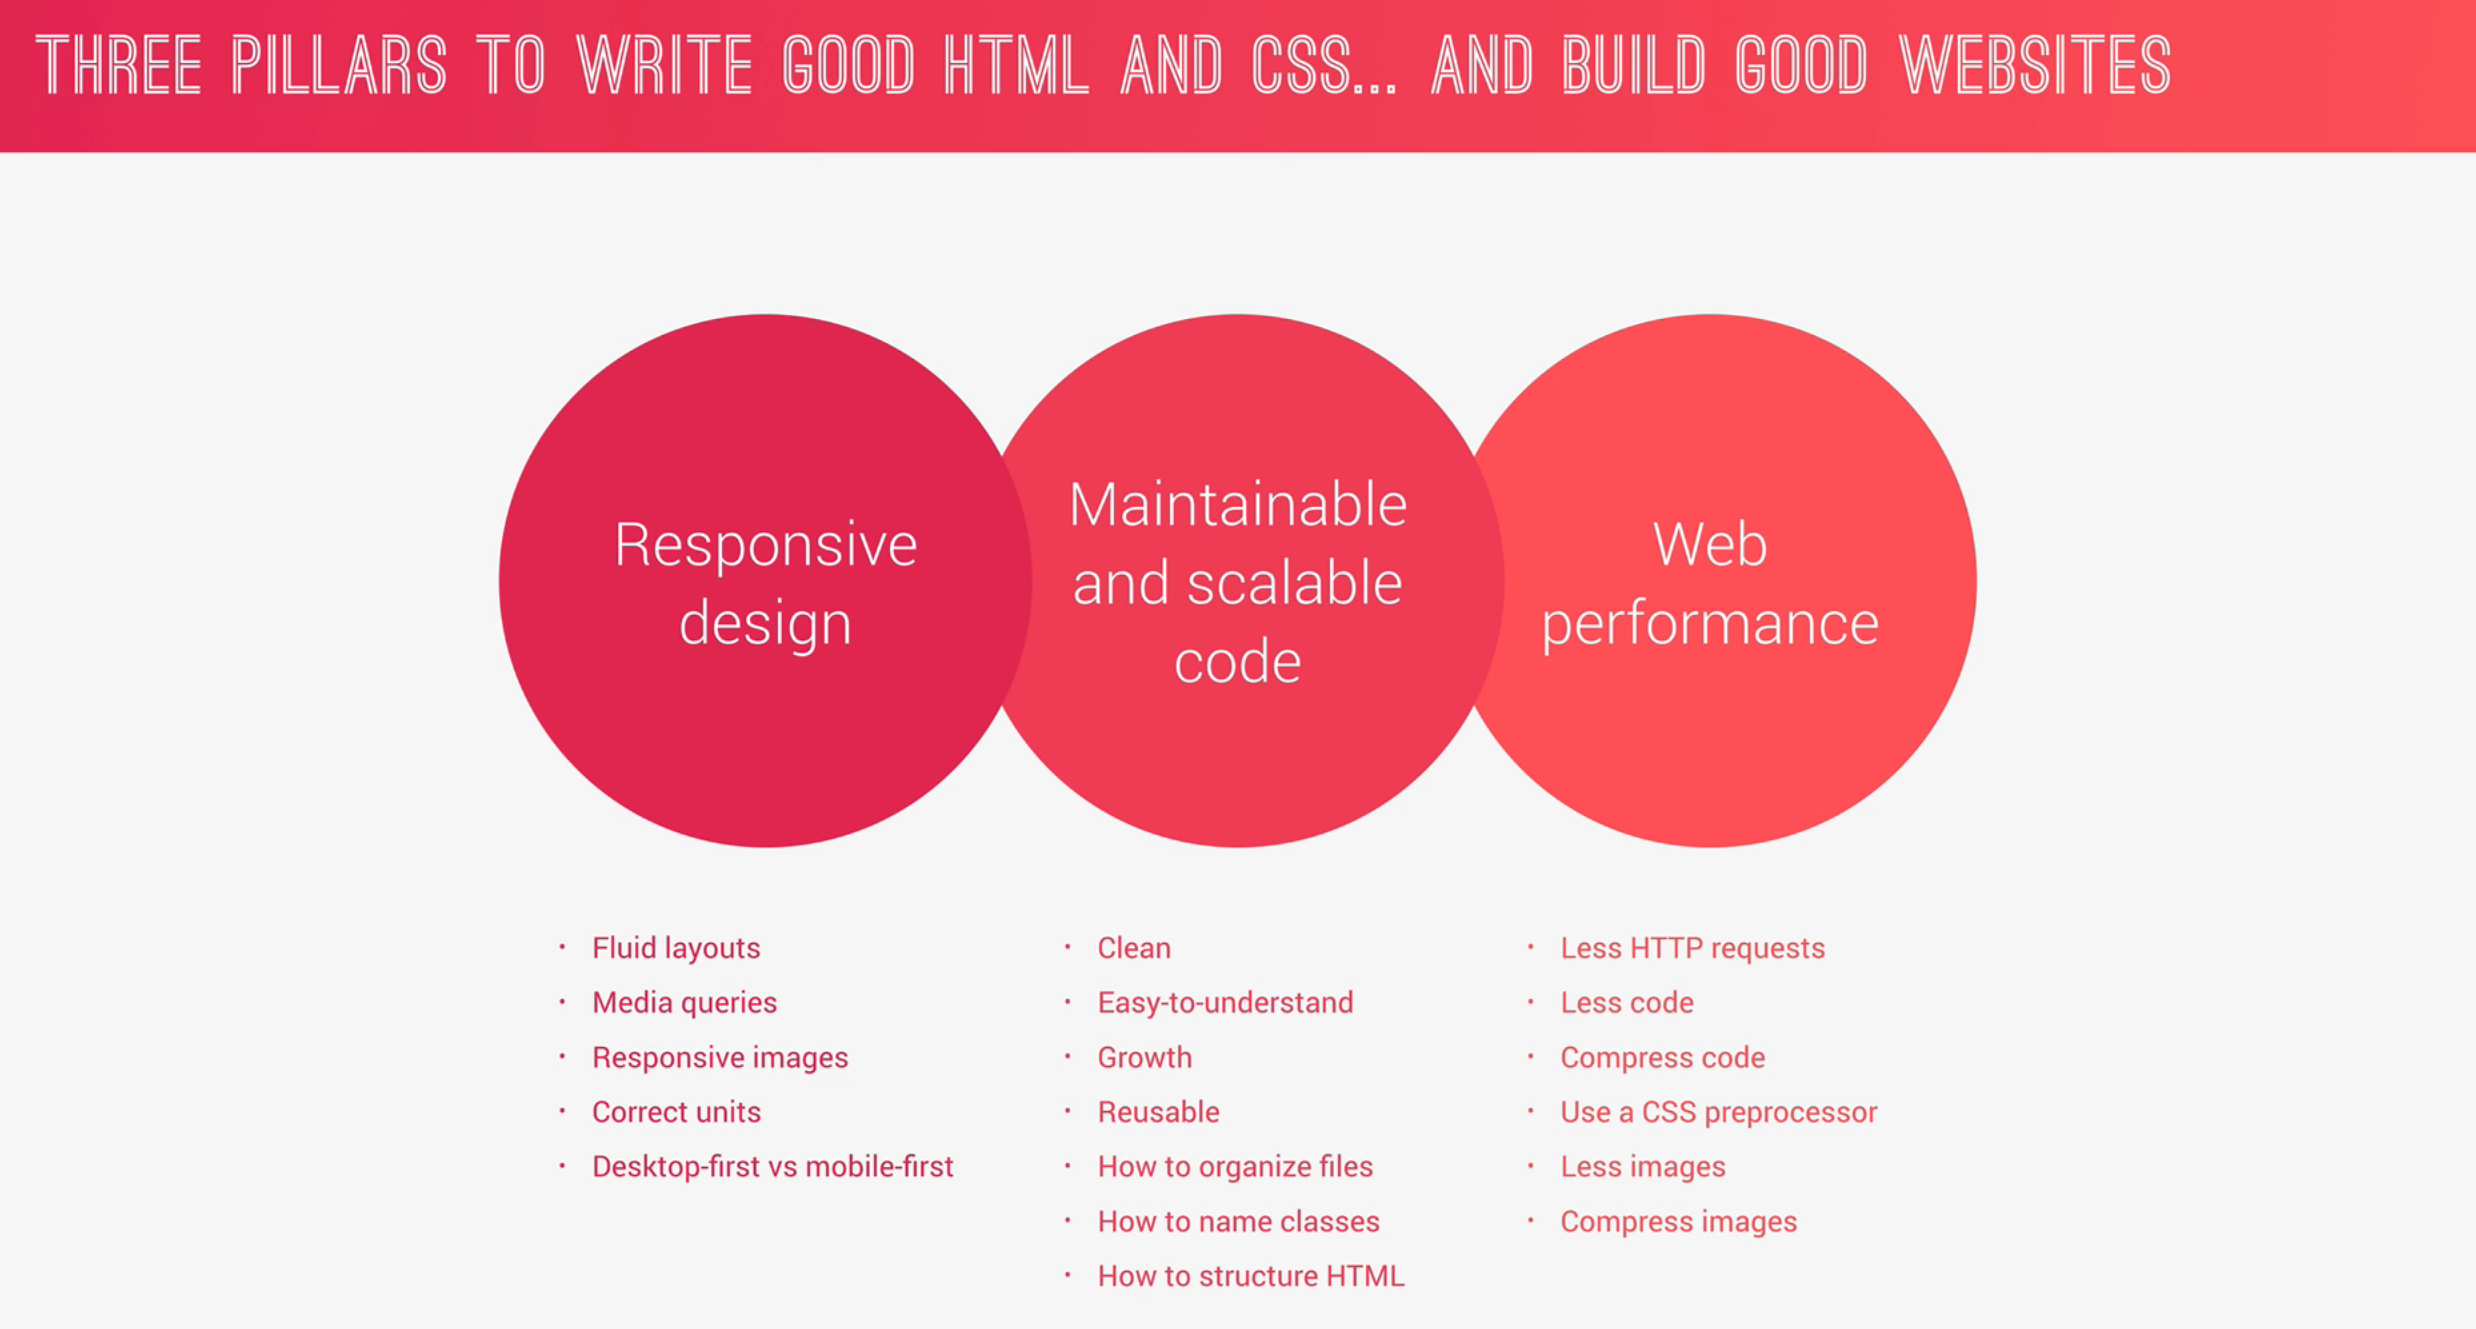 THREE PILLARS TO WRITE GOOD HTML AND CSS... AND BUILD GOOD WEBSITES
Responsive
design
Maintainable
and scalable
code
Web
performance
· Fluid layouts
· Media queries
· Responsive images
· Correct units
· Desktop-first vs mobile-first
· Clean
· Easy-to-understand
· Growth
· Reusable
· How to organize files
· How to name classes
· How to structure HTML
· Less HTTP requests
· Less code
· Compress code
· Use a CSS preprocessor
· Less images
· Compress images